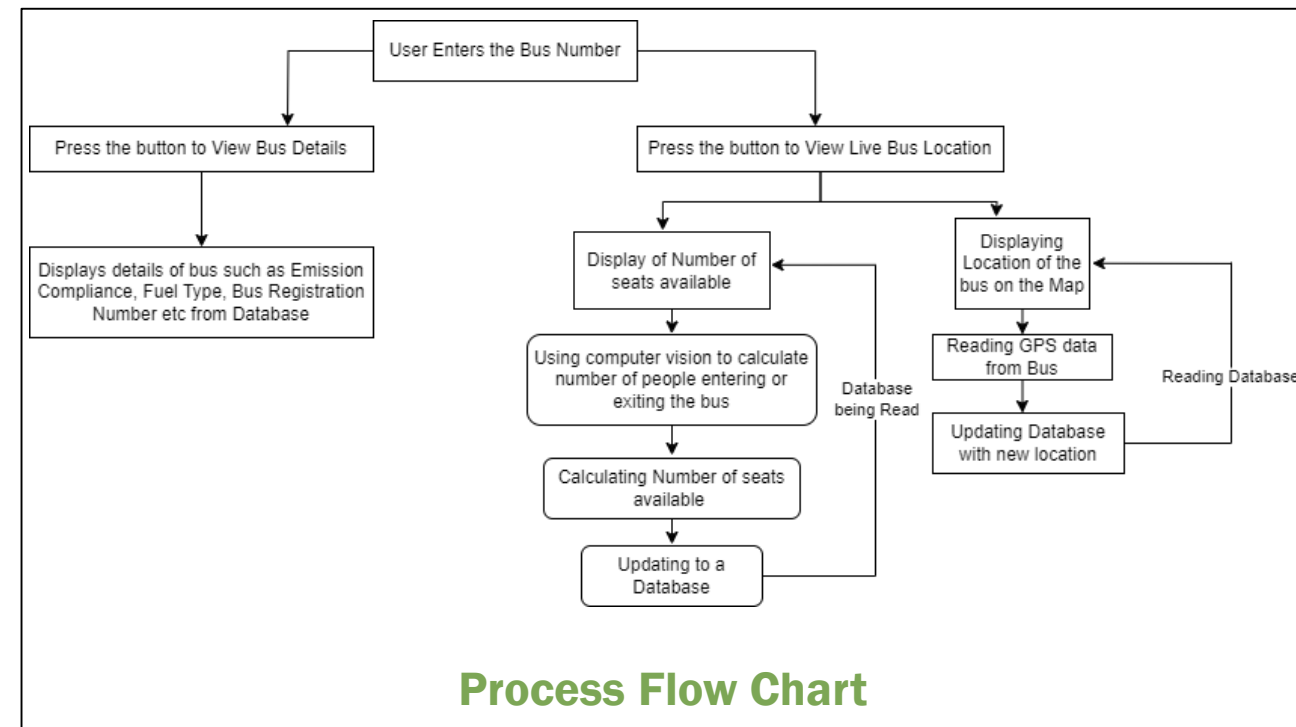 User Enters the Bus Number
Press the button to View Bus Details
Press the button to View Live Bus Location
Displays details of bus such as Emission
Compliance, Fuel Type, Bus Registration
Number etc from Database
Display of Number of
seats available
Displaying
Location of the
bus on the Map
Using computer vision to calculate
number of people entering or
exiting the bus
Reading GPS data
from Bus
Database
being Read
Reading Database
Updating Database
with new location
Calculating Number of seats
available
Updating to a
Database
Process Flow Chart